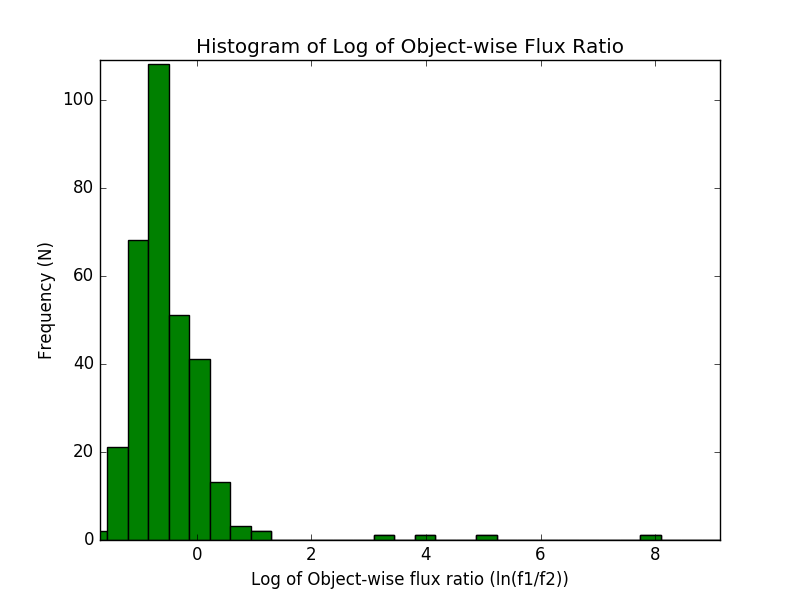 Histogram of Log of Object-wise Flux Ratio
100
80
60
40
20
0
Frequency (N)
0 2 4 6 8
Log of Object-wise flux ratio (ln(f1/f2))